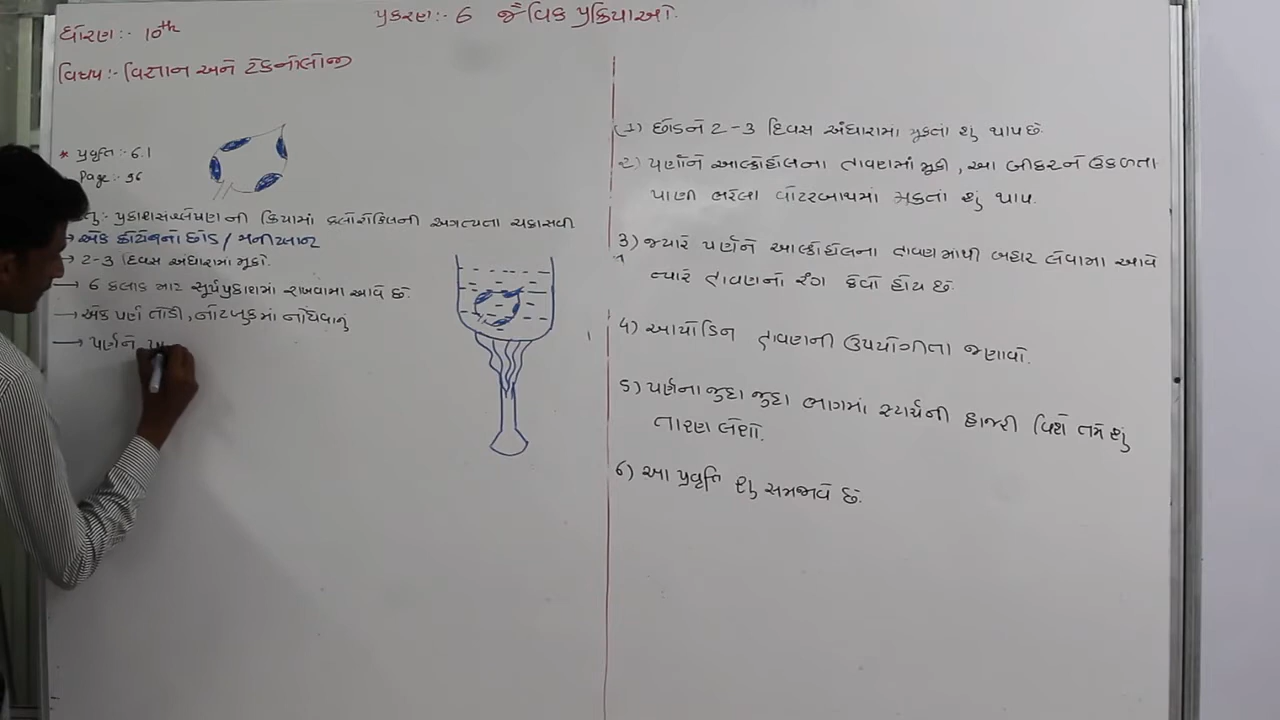 પ્રકરણ:- 6 જૈવિક પ્રક્રિયાઓ.
ધોરણ:- 10th
વિષય:- વિજ્ઞાન અને ટેકનોલોજી
* પ્રવૃતિ:- 6.1
Page:- 96
પ્રકાશસંશ્લેષણ ની ક્રિયામાં ક્લોરોફિલની અગત્યતા ચકાસવી
→ એક ક્રોટોનનો છોડ / મનીપ્લાન્ટ
→ 2-3 દિવસ અંધારામાં મૂકો.
→ 6 કલાક માટે સૂર્યપ્રકાશમાં રાખવામાં આવે છે.
→ એક પર્ણ તોડી, નોટબુકમાં નોંધવાનું
→ પર્ણને
(1) છોડને 2-3 દિવસ અંધારામાં મૂકતાં શું થાય છે.
2) પર્ણોને આલ્કોહોલના દ્રાવણમાં મૂકી, આ બીકરને ઉકળતા
પાણી ભરેલા વોટરબાથમાં મૂકતાં શું થાય.
3) જ્યારે પર્ણને આલ્કોહોલના દ્રાવણમાંથી બહાર લેવામાં આવે
ત્યારે દ્રાવણનો રંગ કેવો હોય છે.
4) આયોડિન દ્રાવણની ઉપયોગીતા જણાવો.
5) પર્ણના જુદા જુદા ભાગમાં સ્ટાર્ચની હાજરી વિશે તમે શું
તારણ લેશો.
6) આ પ્રવૃતિ શું સમજાવે છે.